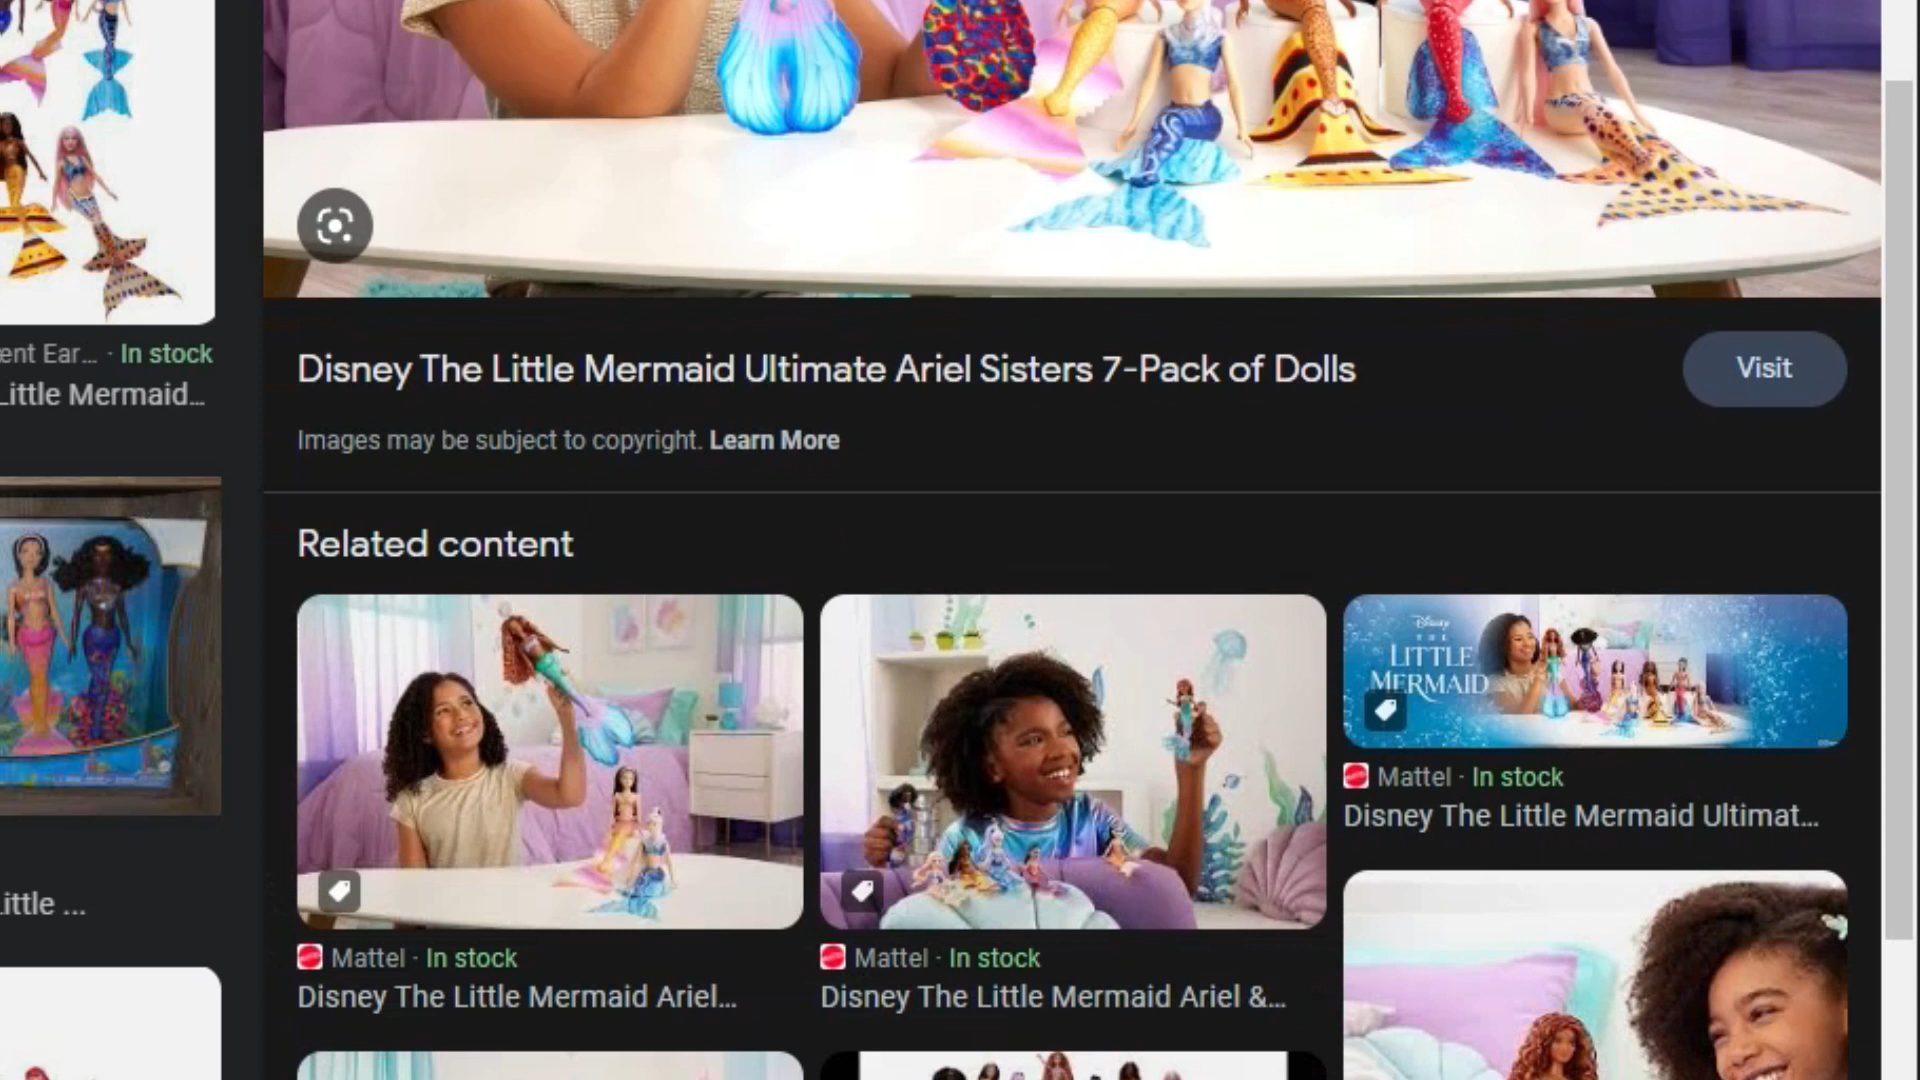 ent Ear... · In stock
Little Mermaid...
ittle ...
Disney The Little Mermaid Ultimate Ariel Sisters 7-Pack of Dolls
Visit
Images may be subject to copyright. Learn More
Related content
Mattel · In stock
Disney The Little Mermaid Ariel...
Mattel · In stock
Disney The Little Mermaid Ariel &...
Disney
THE
LITTLE
MERMAID
Mattel · In stock
Disney The Little Mermaid Ultimat...